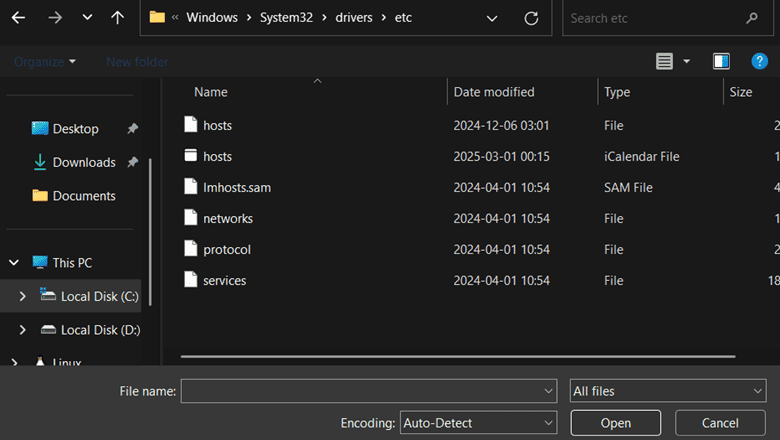 « Windows > System32 > drivers > etc
Search etc
Organize
New folder
Name Date modified Type Size
Desktop
Downloads
Documents
This PC
Local Disk (C:)
Local Disk (D:)
Linux
hosts 2024-12-06 03:01 File 2
hosts 2025-03-01 00:15 iCalendar File 1
lmhosts.sam 2024-04-01 10:54 SAM File 4
networks 2024-04-01 10:54 File 1
protocol 2024-04-01 10:54 File 2
services 2024-04-01 10:54 File 18
File name: All files
Encoding: Auto-Detect Open Cancel